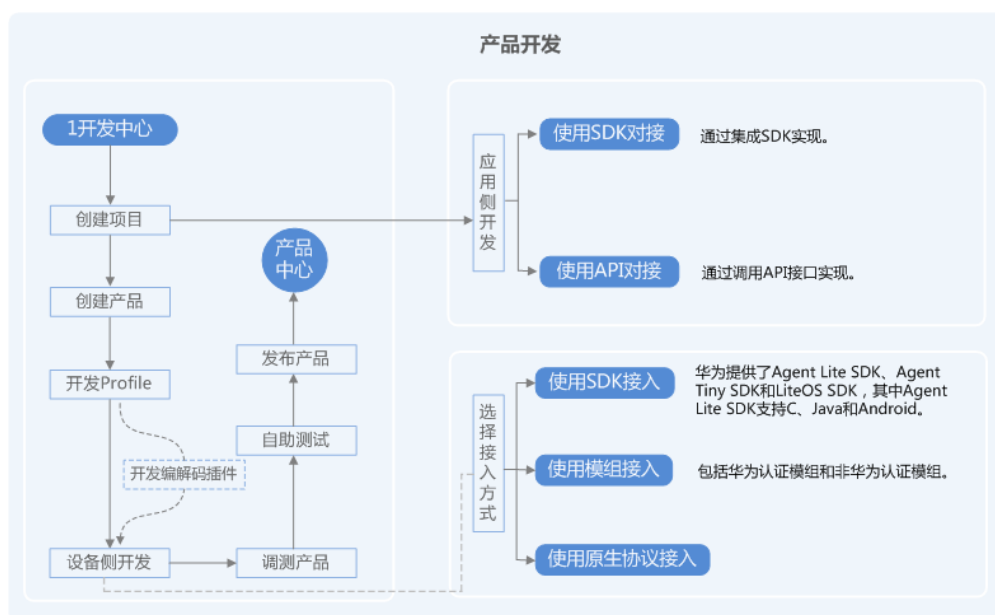 产品开发
1开发中心
创建项目
创建产品
开发Profile
开发编解码插件
设备侧开发
调测产品
自助测试
发布产品
产品
中心
应用侧开发
使用SDK对接
通过集成SDK实现。
使用API对接
通过调用API接口实现。
选择接入方式
使用SDK接入
华为提供了Agent Lite SDK、Agent
Tiny SDK和LiteOS SDK，其中Agent
Lite SDK支持C、Java和Android。
使用模组接入
包括华为认证模组和非华为认证模组。
使用原生协议接入